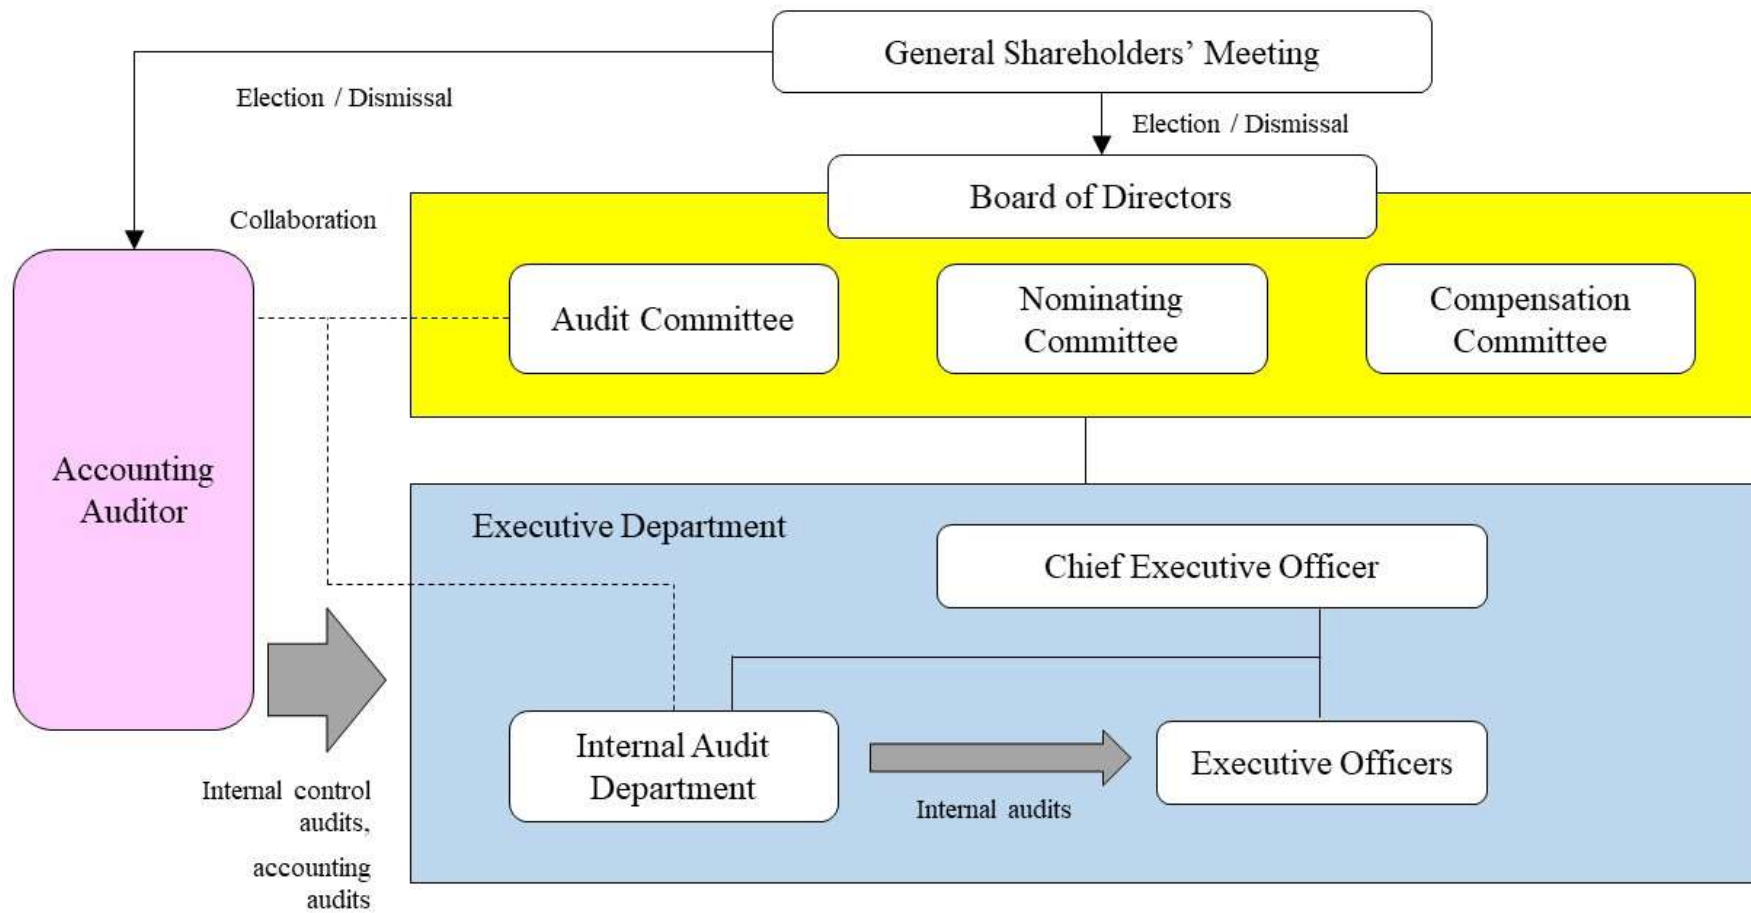 General Shareholders’ Meeting
Election / Dismissal
Election / Dismissal
Board of Directors
Collaboration
Audit Committee
Nominating
Committee
Compensation
Committee
Accounting
Auditor
Executive Department
Chief Executive Officer
Internal Audit
Department
Executive Officers
Internal audits
Internal control
audits,
accounting
audits